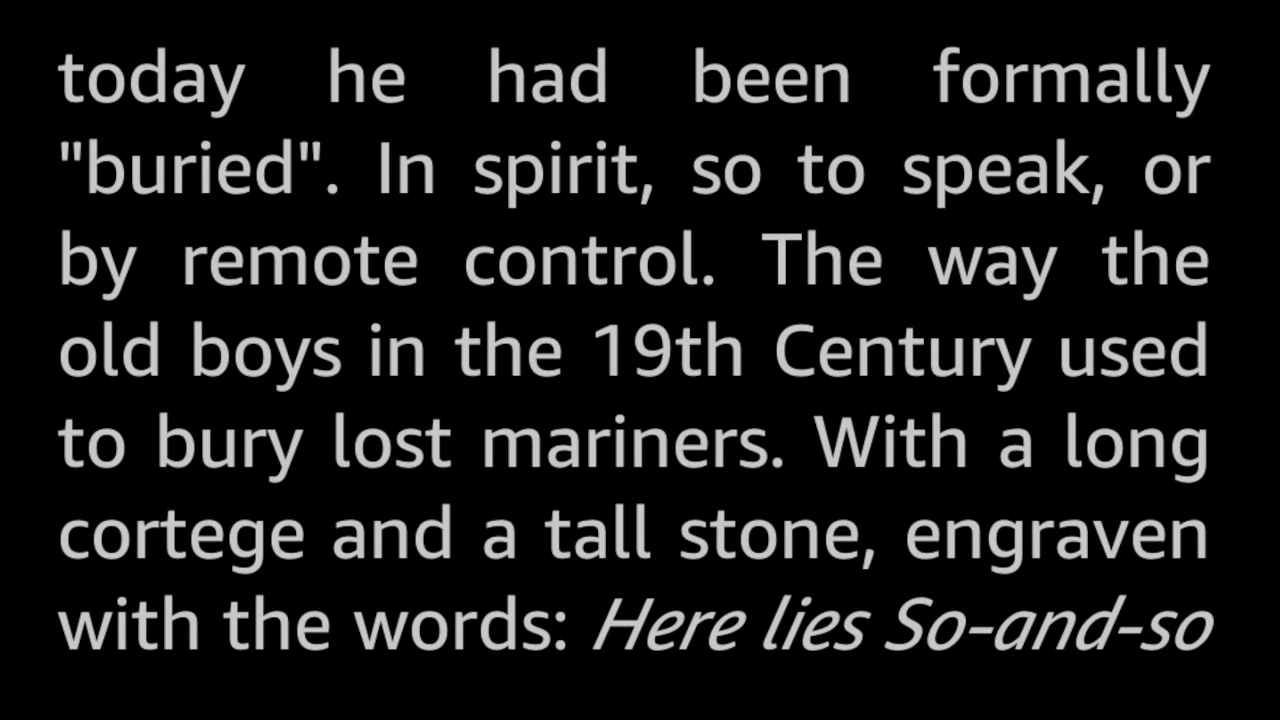 today he had been formally
"buried". In spirit, so to speak, or
by remote control. The way the
old boys in the 19th Century used
to bury lost mariners. With a long
cortege and a tall stone, engraven
with the words: Here lies So-and-so